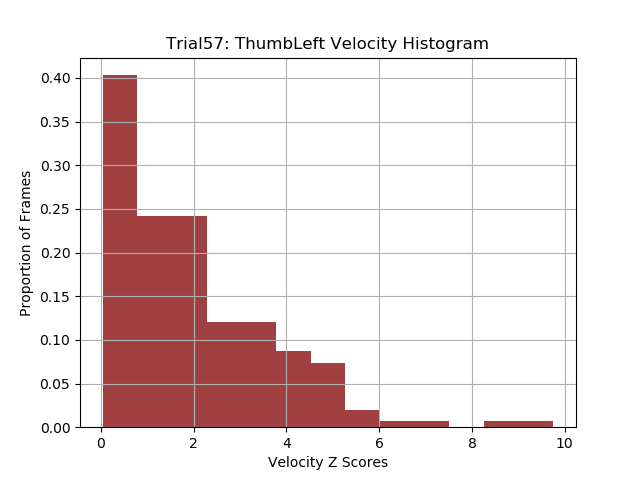 Trial57: ThumbLeft Velocity Histogram
0.40
0.35
0.30
0.25
0.20
0.15
0.10
0.05
0.00
Proportion of Frames
0 2 4 6 8 10
Velocity Z Scores